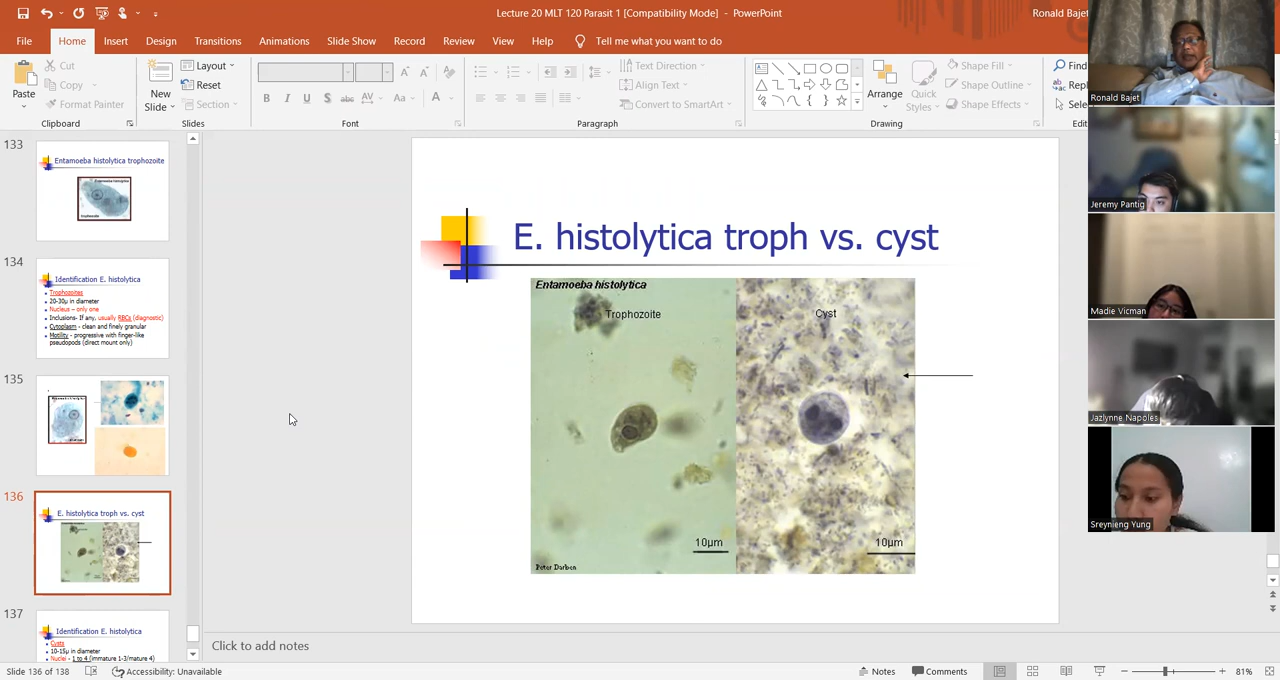 Lecture 20 MLT 120 Parasit 1 [Compatibility Mode] - PowerPoint
Ronald Bajet
File Home Insert Design Transitions Animations Slide Show Record Review View Help Tell me what you want to do
Paste
Cut
Copy
Format Painter
Clipboard
New
Slide
Layout
Reset
Section
Slides
B I U S abc AV Aa A
Font
Text Direction
Align Text
Convert to SmartArt
Paragraph
Arrange
Quick
Styles
Shape Fill
Shape Outline
Shape Effects
Drawing
Find
Ronald Bajet
Jeremy Pantig
Madie Vicman
Jazlynne Napoles
Sreynieng Yung
133
Entamoeba histolytica trophozoite
134
Identification E. histolytica
Trophozoites
20-30µ in diameter
Nucleus – only one
Inclusions- If any, usually RBCs (diagnostic)
Cytoplasm - clean and finely granular
Motility - progressive with finger-like
pseudopods (direct mount only)
135
136
E. histolytica troph vs. cyst
137
Identification E. histolytica
Cysts
10-15µ in diameter
Nuclei - 1 to 4 (immature 1-3/mature 4)
E. histolytica troph vs. cyst
Entamoeba histolytica
Trophozoite
Cyst
10µm
10µm
Peter Darben
Click to add notes
Slide 136 of 138
Accessibility: Unavailable
Notes
Comments
81%